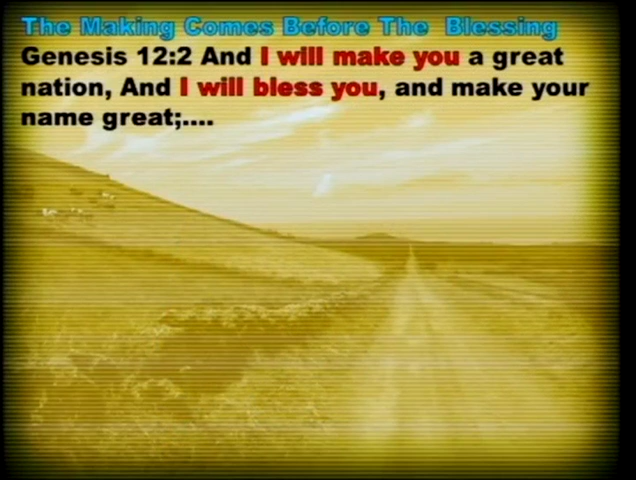 The Making Comes Before The Blessing
Genesis 12:2 And I will make you a great
nation, And I will bless you, and make your
name great;....